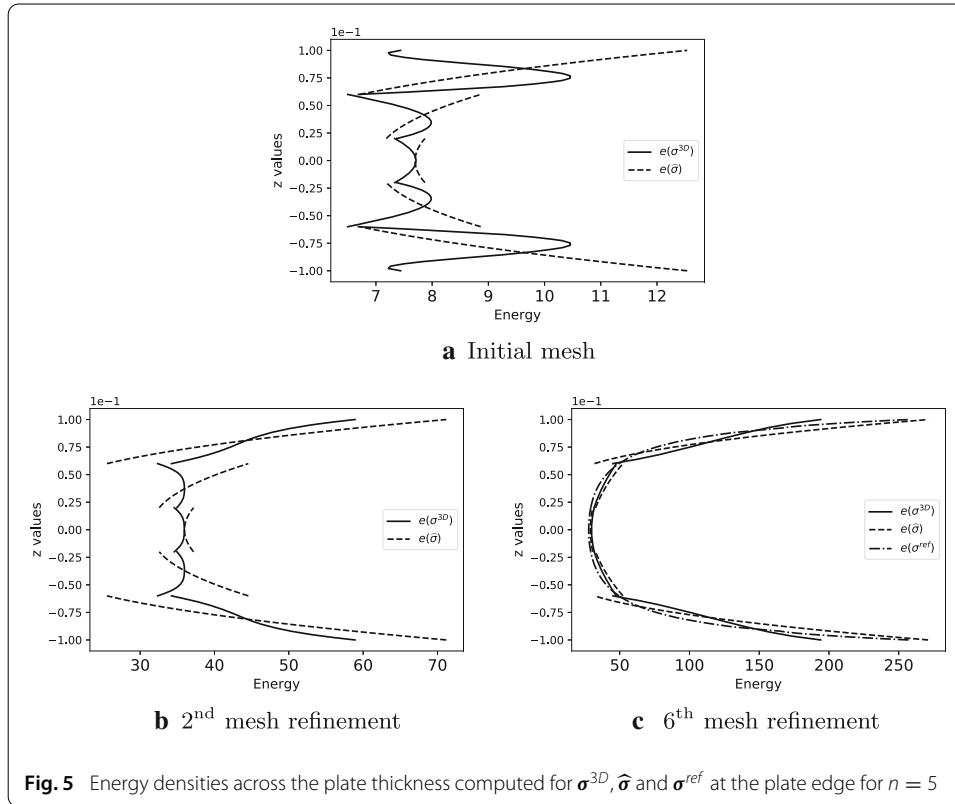 1e−1
1.00
0.75
0.50
0.25
0.00
−0.25
−0.50
−0.75
−1.00
z values
7 8 9 10 11 12
Energy
e(σ³ᴰ)
e(σ̂)
a Initial mesh
1e−1
1.00
0.75
0.50
0.25
0.00
−0.25
−0.50
−0.75
−1.00
z values
30 40 50 60 70
Energy
e(σ³ᴰ)
e(σ̂)
b 2ⁿᵈ mesh refinement
1e−1
1.00
0.75
0.50
0.25
0.00
−0.25
−0.50
−0.75
−1.00
z values
50 100 150 200 250
Energy
e(σ³ᴰ)
e(σ̂)
e(σʳᵉᶠ)
c 6ᵗʰ mesh refinement
Fig. 5 Energy densities across the plate thickness computed for σ³ᴰ, σ̂ and σʳᵉᶠ at the plate edge for n = 5